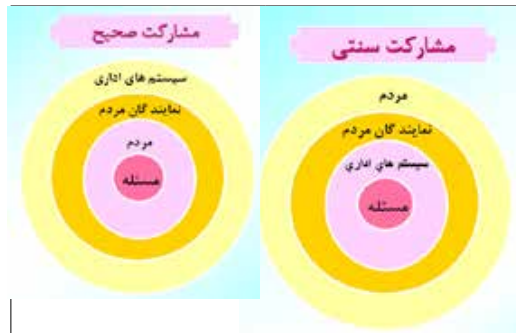 مشارکت صحیح
سیستم های اداری
نمایند گان مردم
مردم
مسئله
مشارکت سنتی
مردم
نمایند گان مردم
سیستم های اداری
مسئله